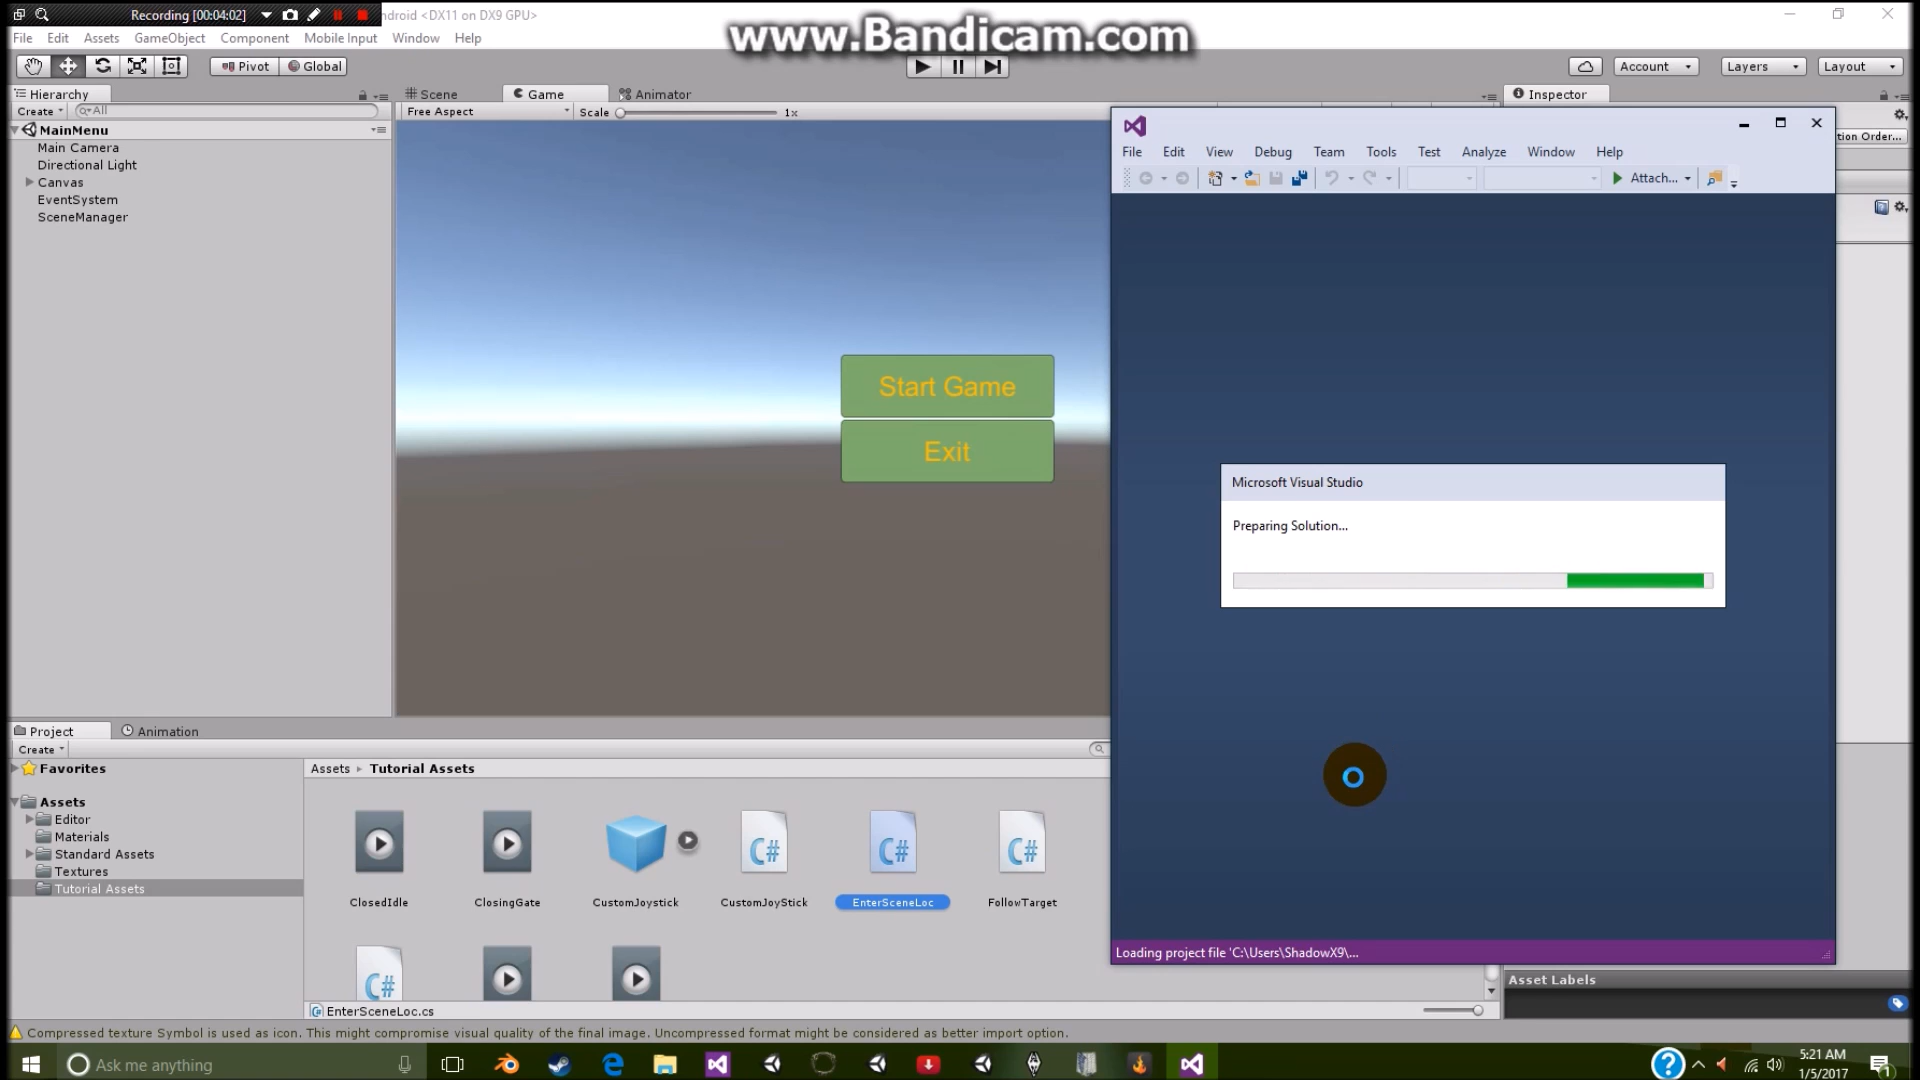 Recording [00:04:02]
ndroid <DX11 on DX9 GPU>
www.Bandicam.com
File Edit Assets GameObject Component Mobile Input Window Help
Pivot Global
Account Layers Layout
Hierarchy
Create All
MainMenu
Main Camera
Directional Light
Canvas
EventSystem
SceneManager
Scene Game Animator
Free Aspect Scale 1x
Start Game
Exit
Inspector
tion Order...
File Edit View Debug Team Tools Test Analyze Window Help
Attach...
Microsoft Visual Studio
Preparing Solution...
Loading project file 'C:\Users\ShadowX9\...
Project Animation
Create
Favorites
Assets
Editor
Materials
Standard Assets
Textures
Tutorial Assets
Assets Tutorial Assets
C# C# C#
ClosedIdle ClosingGate CustomJoystick CustomJoyStick EnterSceneLoc FollowTarget
C#
EnterSceneLoc.cs
Asset Labels
Compressed texture Symbol is used as icon. This might compromise visual quality of the final image. Uncompressed format might be considered as better import option.
Ask me anything
5:21 AM
1/5/2017
1